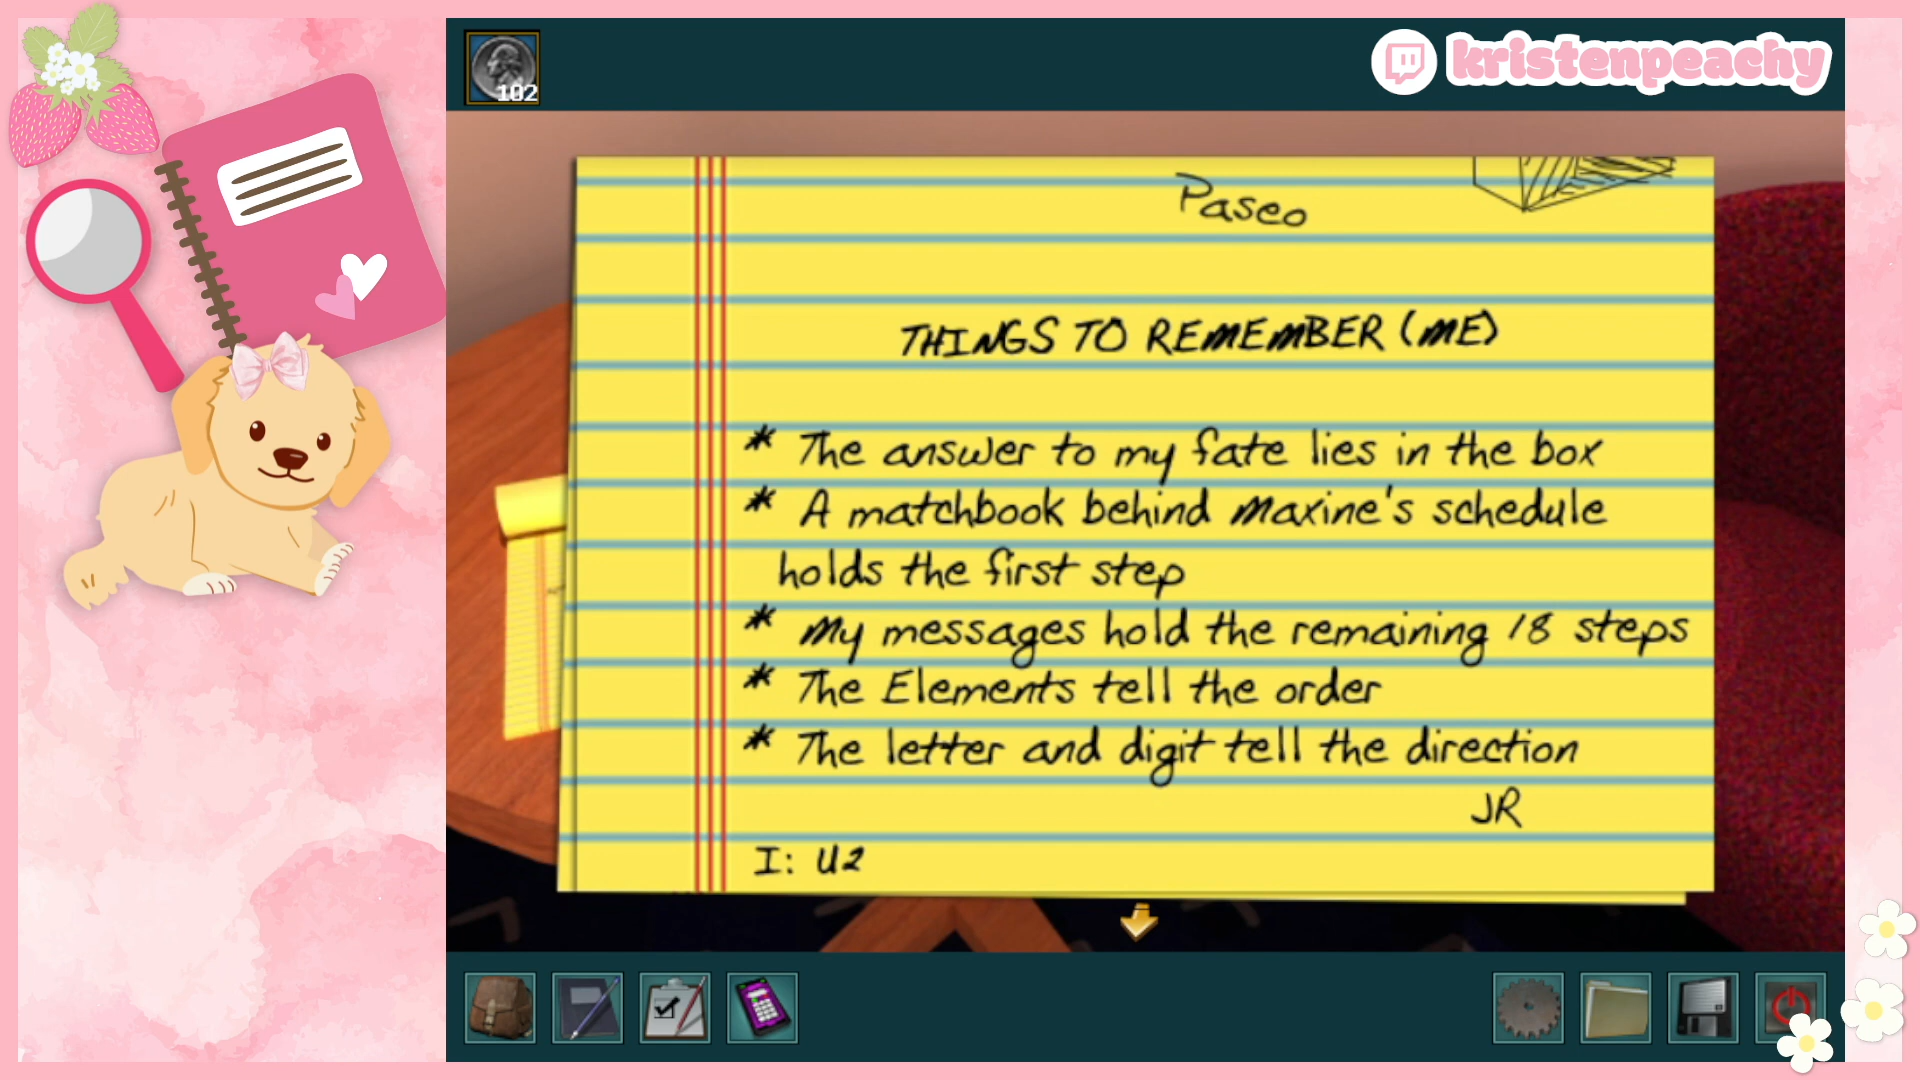 102
kristenpeachy
Paseo
THINGS TO REMEMBER (ME)
* The answer to my fate lies in the box
* A matchbook behind Maxine's schedule
holds the first step
* My messages hold the remaining 18 steps
* The Elements tell the order
* The letter and digit tell the direction
JR
I: U2